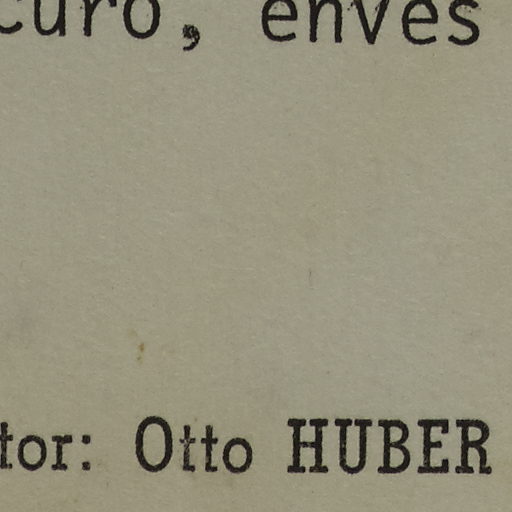 curo, envés
tor: Otto HUBER